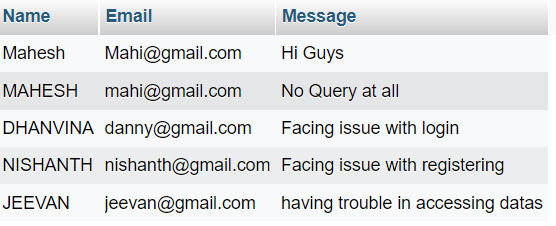 Name Email Message
Mahesh Mahi@gmail.com Hi Guys
MAHESH mahi@gmail.com No Query at all
DHANVINA danny@gmail.com Facing issue with login
NISHANTH nishanth@gmail.com Facing issue with registering
JEEVAN jeevan@gmail.com having trouble in accessing datas